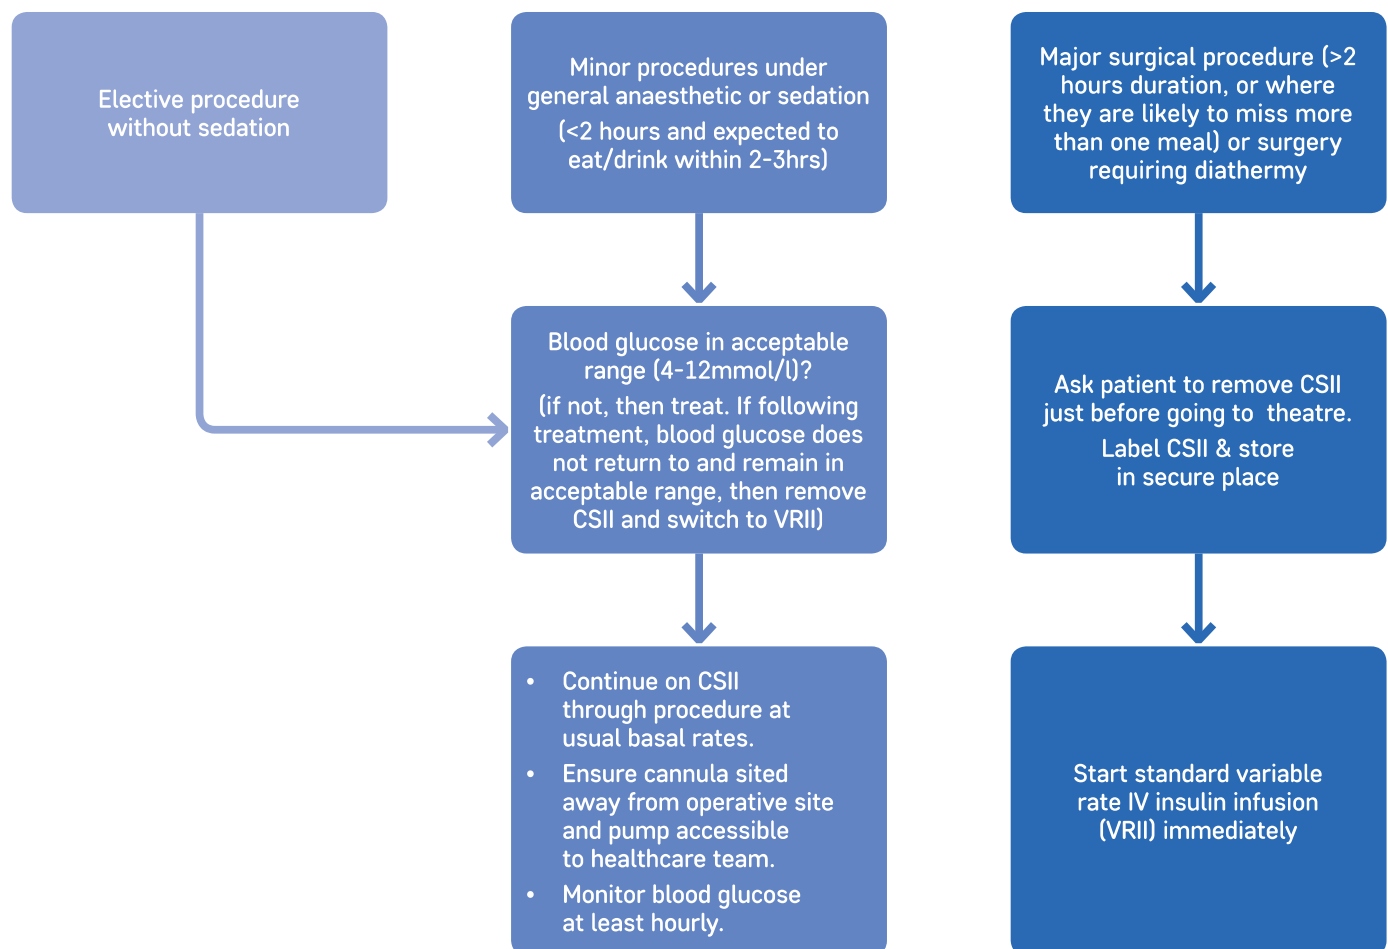 Elective procedure
without sedation
Minor procedures under
general anaesthetic or sedation
(<2 hours and expected to
eat/drink within 2-3hrs)
Major surgical procedure (>2
hours duration, or where
they are likely to miss more
than one meal) or surgery
requiring diathermy
Blood glucose in acceptable
range (4-12mmol/l)?
(if not, then treat. If following
treatment, blood glucose does
not return to and remain in
acceptable range, then remove
CSII and switch to VRII)
Ask patient to remove CSII
just before going to theatre.
Label CSII & store
in secure place
• Continue on CSII
through procedure at
usual basal rates.
• Ensure cannula sited
away from operative site
and pump accessible
to healthcare team.
• Monitor blood glucose
at least hourly.
Start standard variable
rate IV insulin infusion
(VRII) immediately